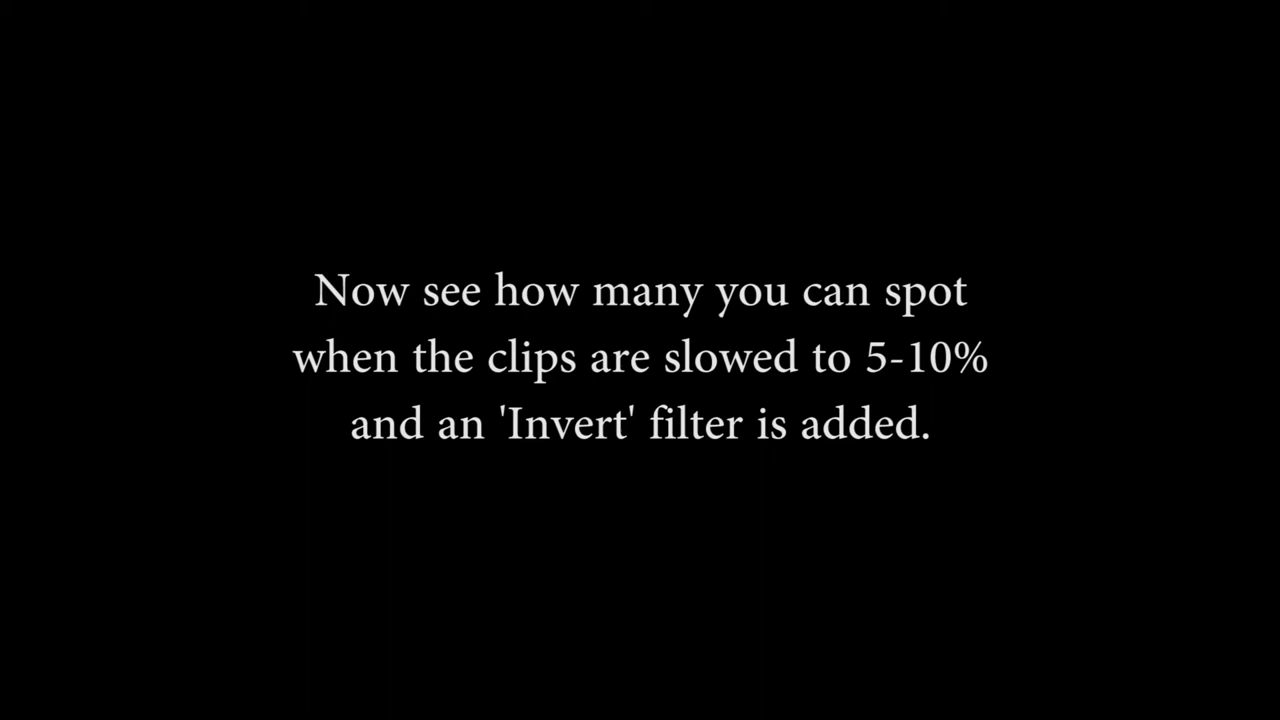 Now see how many you can spot
when the clips are slowed to 5-10%
and an 'Invert' filter is added.